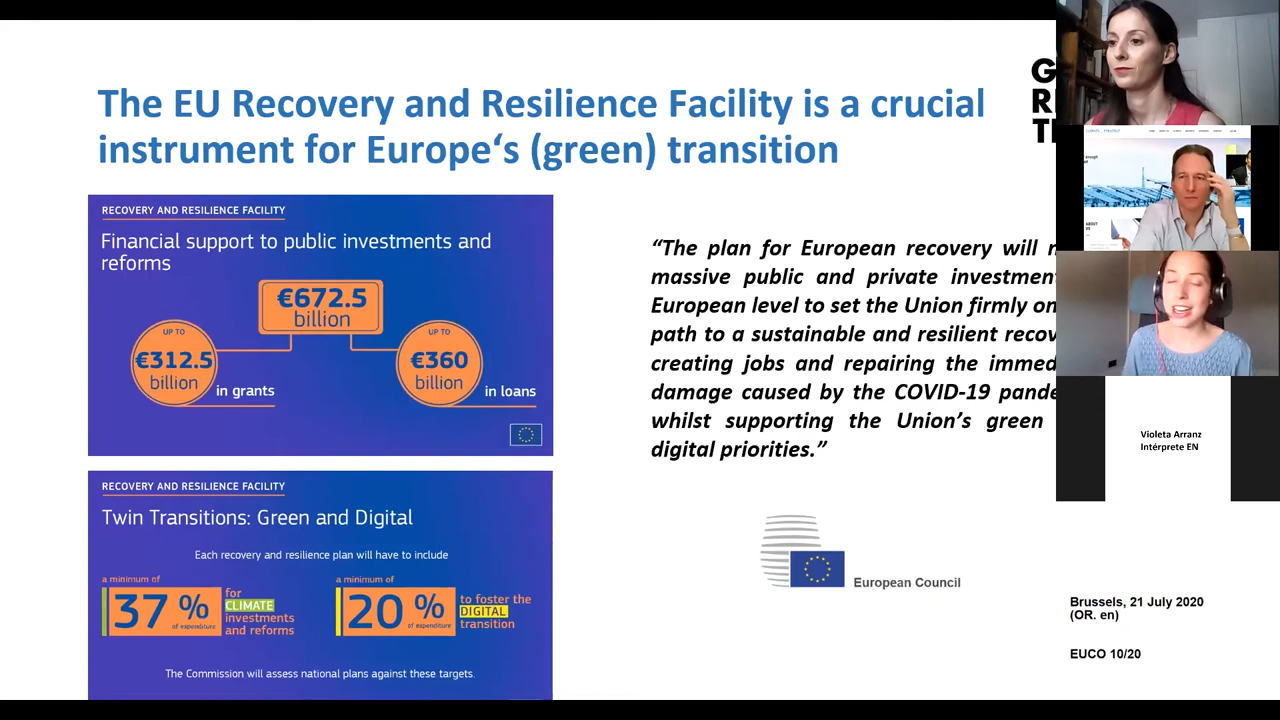 The EU Recovery and Resilience Facility is a crucial
instrument for Europe‘s (green) transition
RECOVERY AND RESILIENCE FACILITY
Financial support to public investments and
reforms
€672.5
billion
UP TO
€312.5
billion
in grants
UP TO
€360
billion
in loans
RECOVERY AND RESILIENCE FACILITY
Twin Transitions: Green and Digital
Each recovery and resilience plan will have to include
a minimum of
37 %
of expenditure
for
CLIMATE
investments
and reforms
a minimum of
20 %
of expenditure
to foster the
DIGITAL
transition
The Commission will assess national plans against these targets.
“The plan for European recovery will
massive public and private investment
European level to set the Union firmly on
path to a sustainable and resilient recov
creating jobs and repairing the immed
damage caused by the COVID-19 pande
whilst supporting the Union’s green
digital priorities.”
European Council
Brussels, 21 July 2020
(OR. en)
EUCO 10/20
G
R
T
ABOUT
US
Violeta Arranz
Intérprete EN